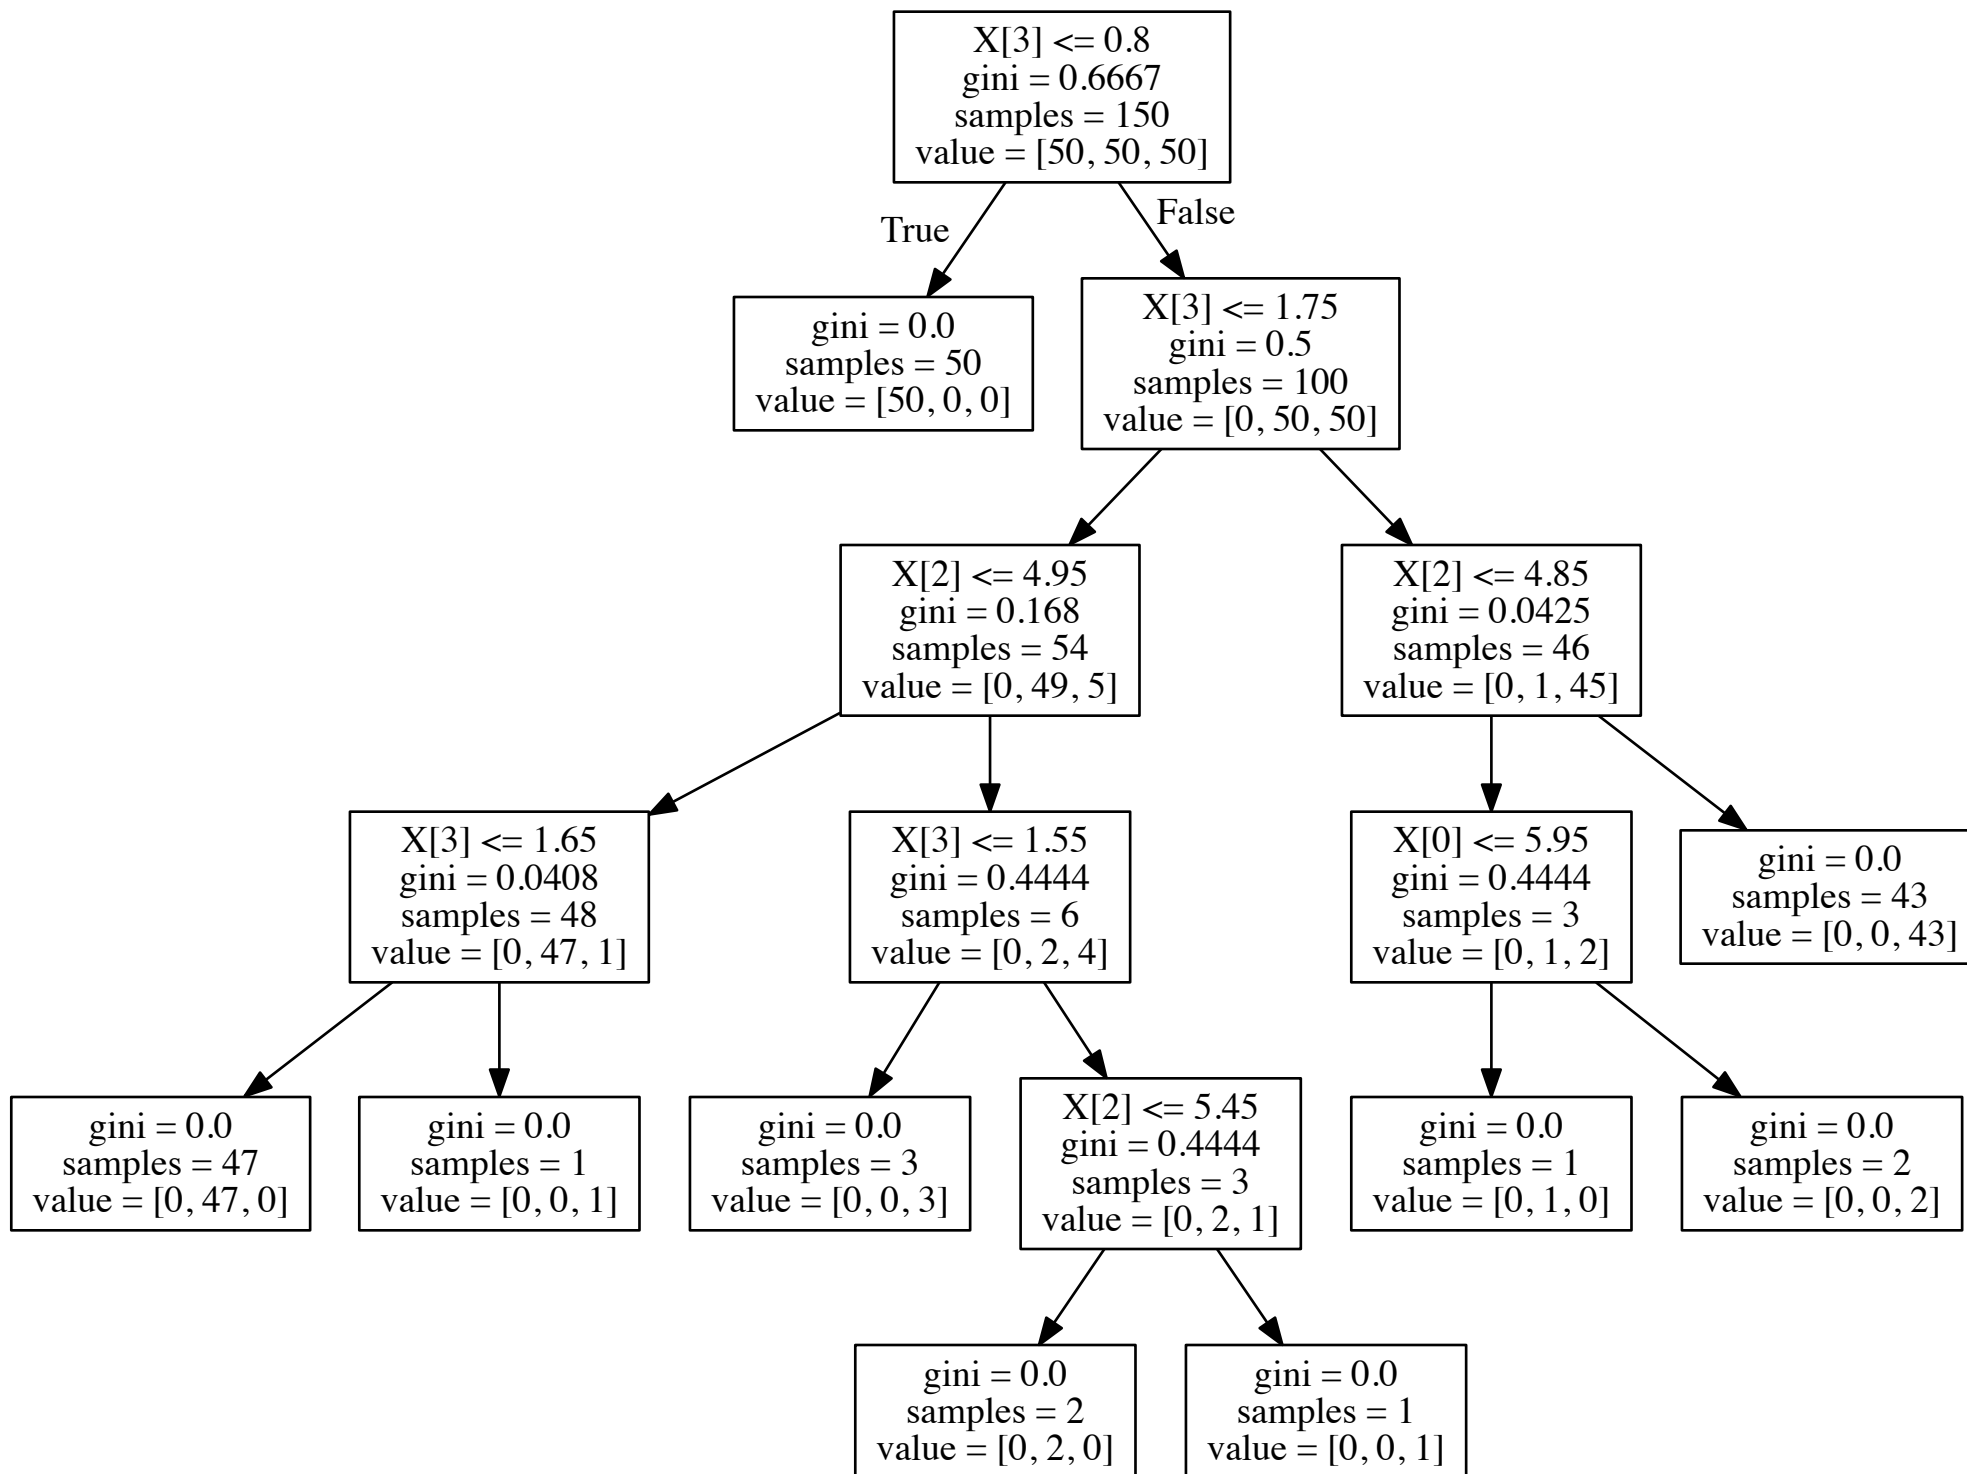 X[3] <= 0.8
gini = 0.6667
samples = 150
value = [50, 50, 50]
True
False
gini = 0.0
samples = 50
value = [50, 0, 0]
X[3] <= 1.75
gini = 0.5
samples = 100
value = [0, 50, 50]
X[2] <= 4.95
gini = 0.168
samples = 54
value = [0, 49, 5]
X[2] <= 4.85
gini = 0.0425
samples = 46
value = [0, 1, 45]
X[3] <= 1.65
gini = 0.0408
samples = 48
value = [0, 47, 1]
X[3] <= 1.55
gini = 0.4444
samples = 6
value = [0, 2, 4]
X[0] <= 5.95
gini = 0.4444
samples = 3
value = [0, 1, 2]
gini = 0.0
samples = 43
value = [0, 0, 43]
gini = 0.0
samples = 47
value = [0, 47, 0]
gini = 0.0
samples = 1
value = [0, 0, 1]
gini = 0.0
samples = 3
value = [0, 0, 3]
X[2] <= 5.45
gini = 0.4444
samples = 3
value = [0, 2, 1]
gini = 0.0
samples = 1
value = [0, 1, 0]
gini = 0.0
samples = 2
value = [0, 0, 2]
gini = 0.0
samples = 2
value = [0, 2, 0]
gini = 0.0
samples = 1
value = [0, 0, 1]